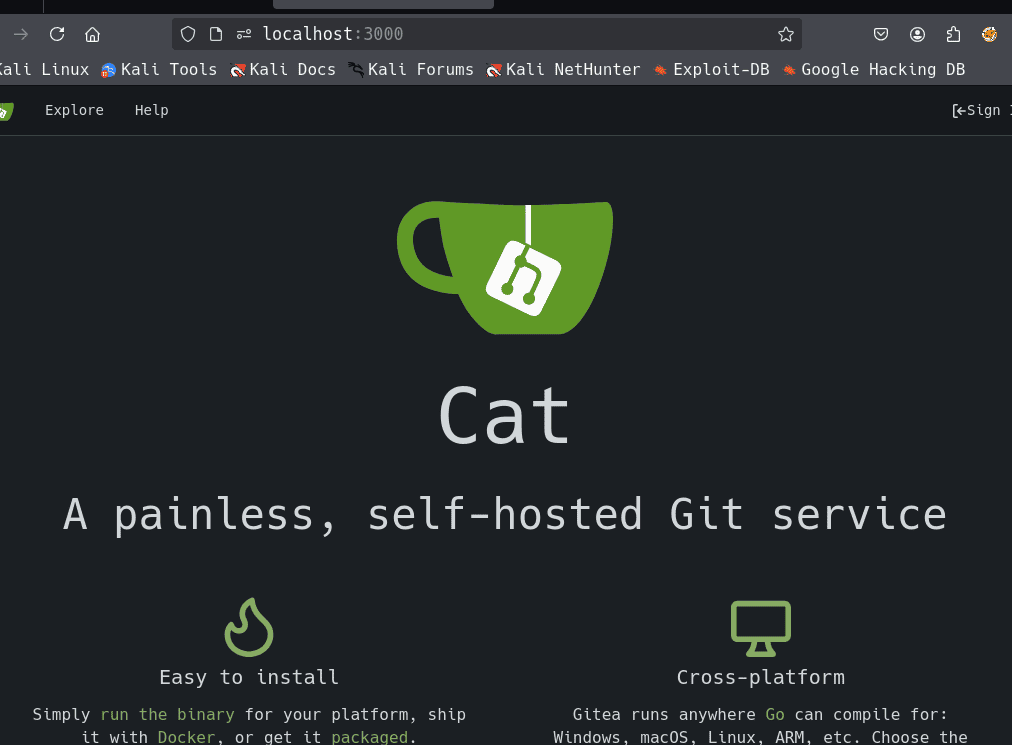 localhost:3000
Kali Linux Kali Tools Kali Docs Kali Forums Kali NetHunter Exploit-DB Google Hacking DB
Explore Help Sign
Cat
A painless, self-hosted Git service
Easy to install
Simply run the binary for your platform, ship
it with Docker, or get it packaged.
Cross-platform
Gitea runs anywhere Go can compile for:
Windows, macOS, Linux, ARM, etc. Choose the